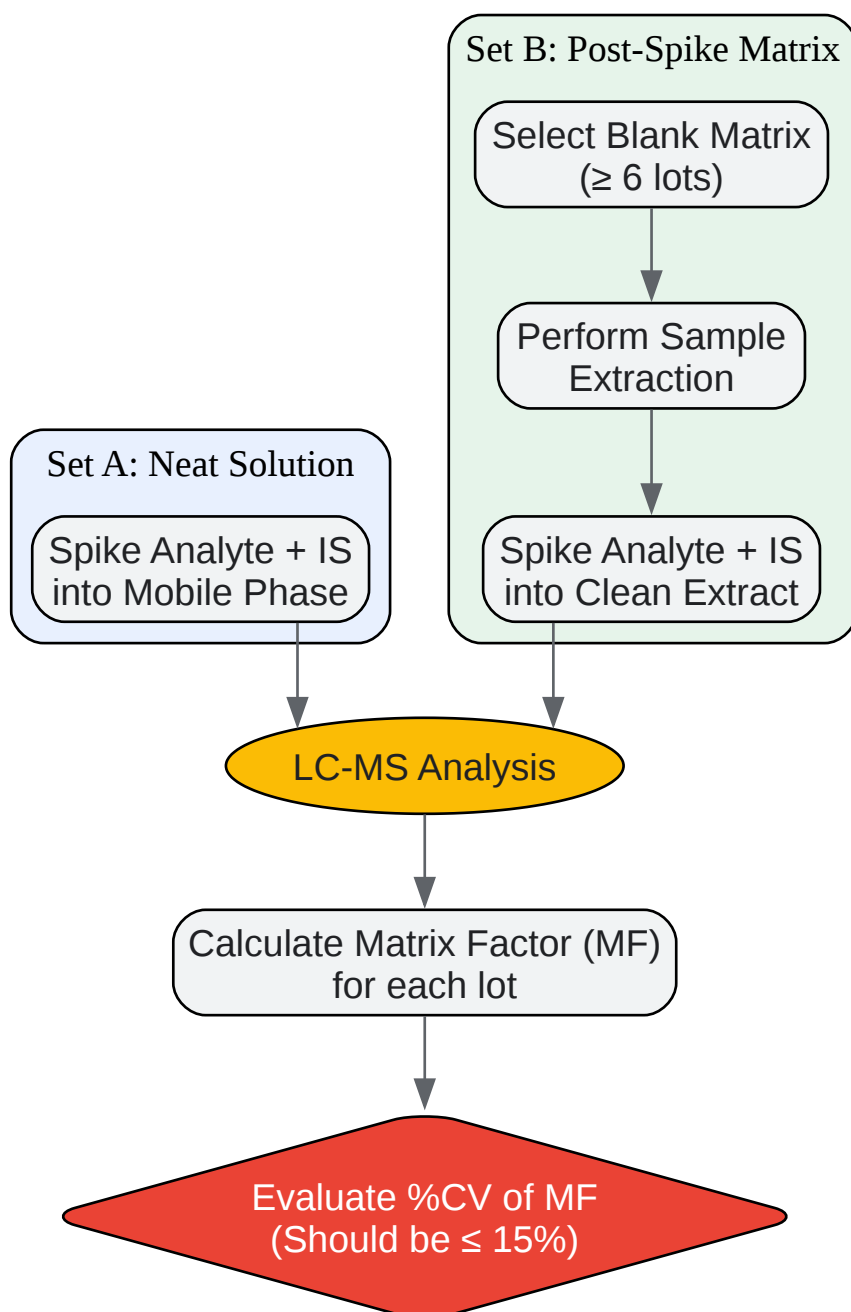 Set B: Post-Spike Matrix
Select Blank Matrix
(≥ 6 lots)
Perform Sample
Extraction
Set A: Neat Solution
Spike Analyte + IS
into Mobile Phase
Spike Analyte + IS
into Clean Extract
LC-MS Analysis
Calculate Matrix Factor (MF)
for each lot
Evaluate %CV of MF
(Should be ≤ 15%)